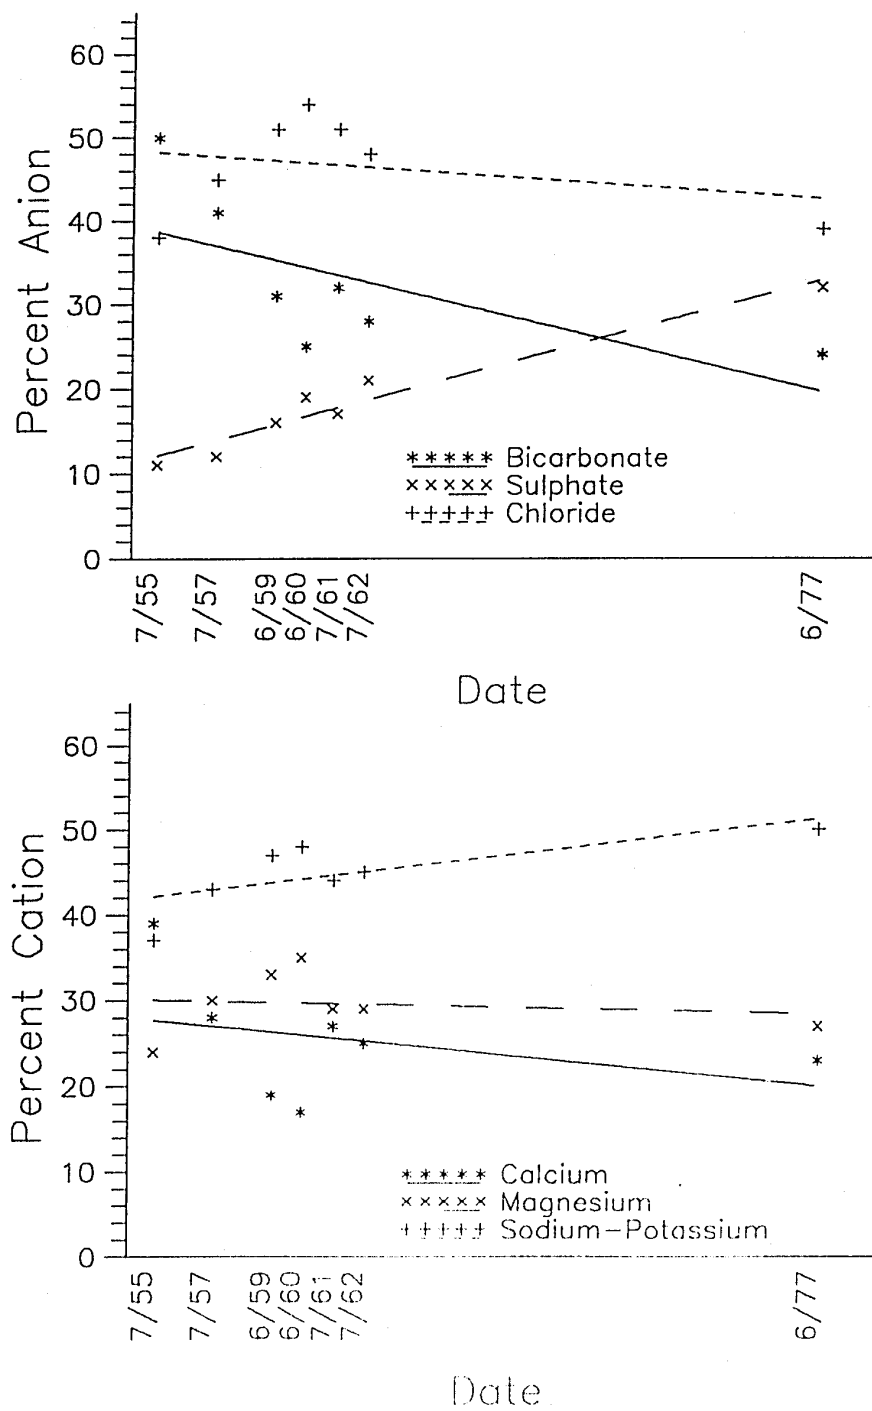 60
50
40
30
20
10
0
Percent Anion
***** Bicarbonate
××××× Sulphate
+++++ Chloride
7/55
7/57
6/59
6/60
7/61
7/62
6/77
Date
60
50
40
30
20
10
0
Percent Cation
***** Calcium
××××× Magnesium
+++++ Sodium-Potassium
7/55
7/57
6/59
6/60
7/61
7/62
6/77
Date